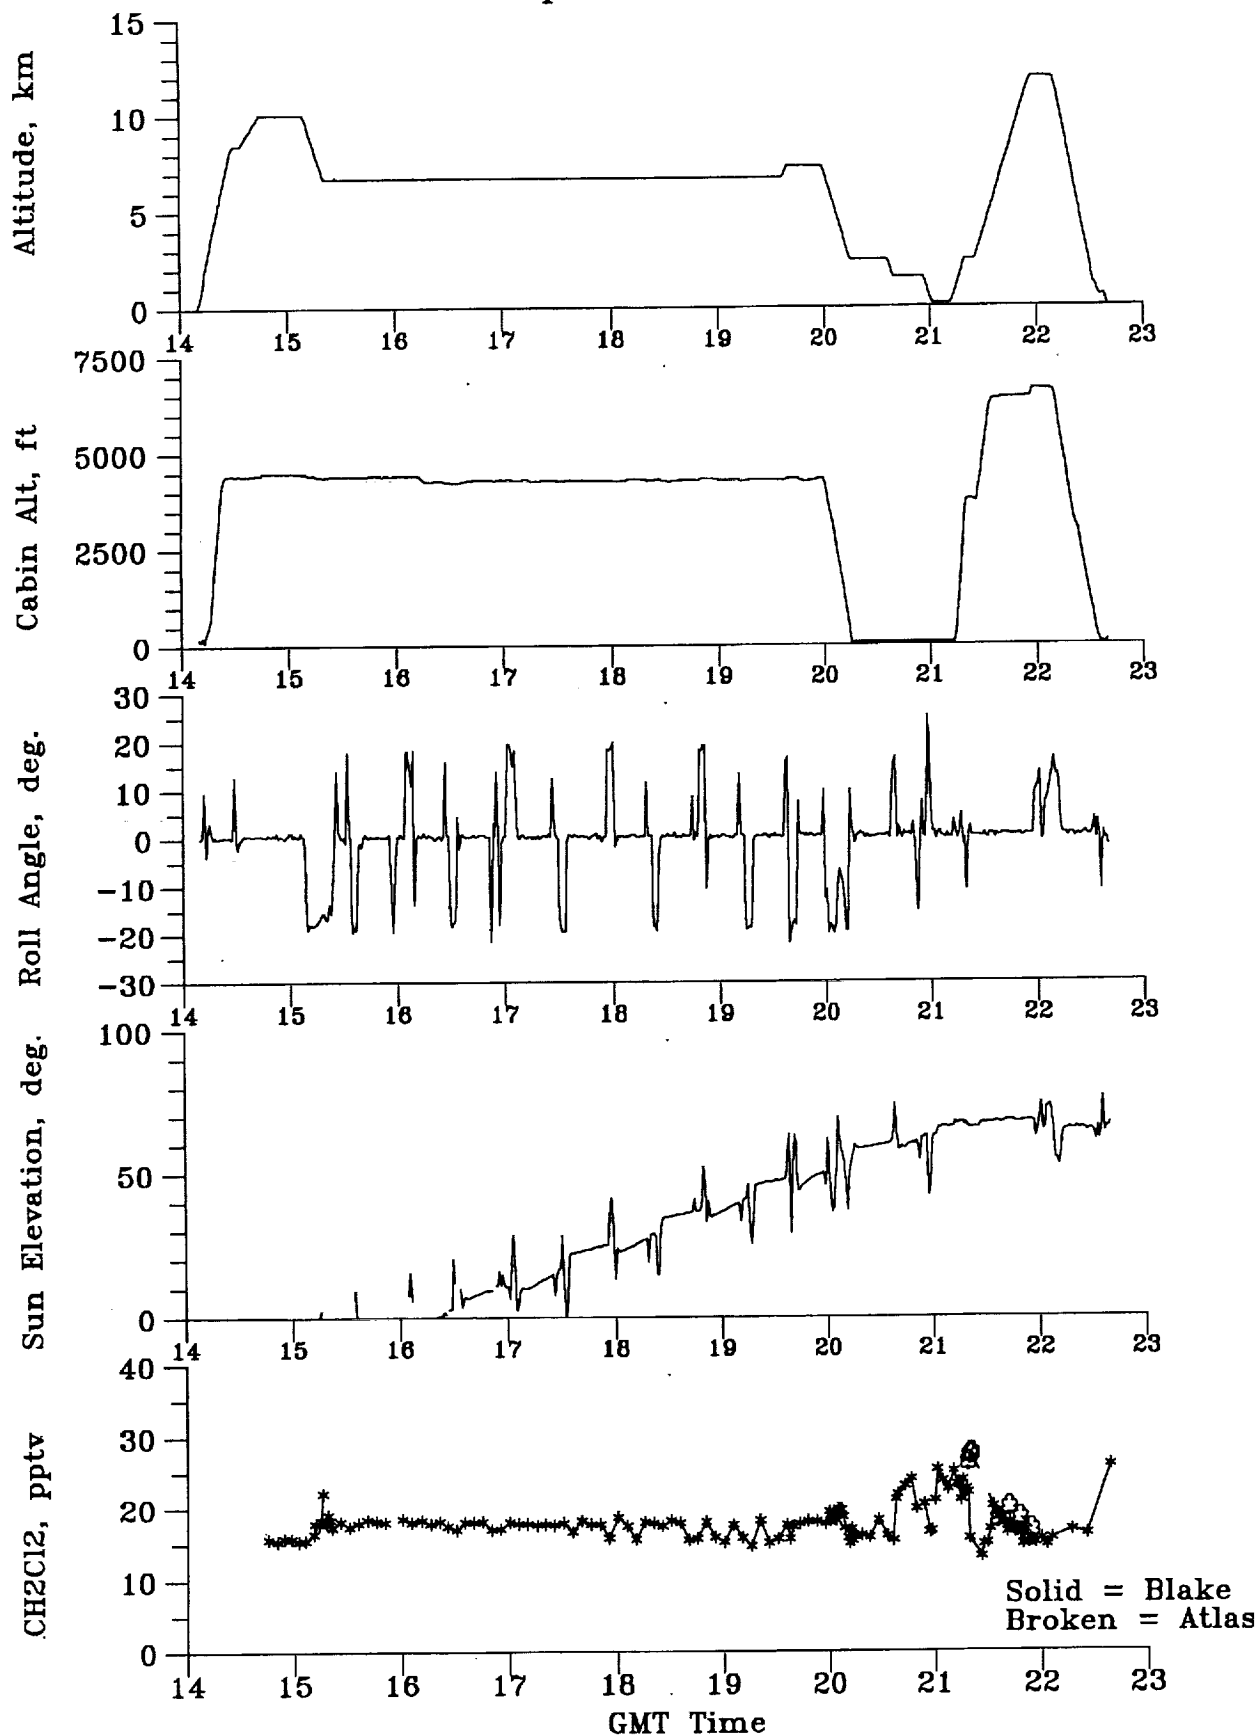 15
10
5
0
Altitude, km
14 15 16 17 18 19 20 21 22 23
7500
5000
2500
0
Cabin Alt, ft
14 15 16 17 18 19 20 21 22 23
30
20
10
0
−10
−20
−30
Roll Angle, deg.
14 15 16 17 18 19 20 21 22 23
100
50
0
Sun Elevation, deg.
14 15 16 17 18 19 20 21 22 23
40
30
20
10
0
CH2Cl2, pptv
Solid = Blake
Broken = Atlas
14 15 16 17 18 19 20 21 22 23
GMT Time